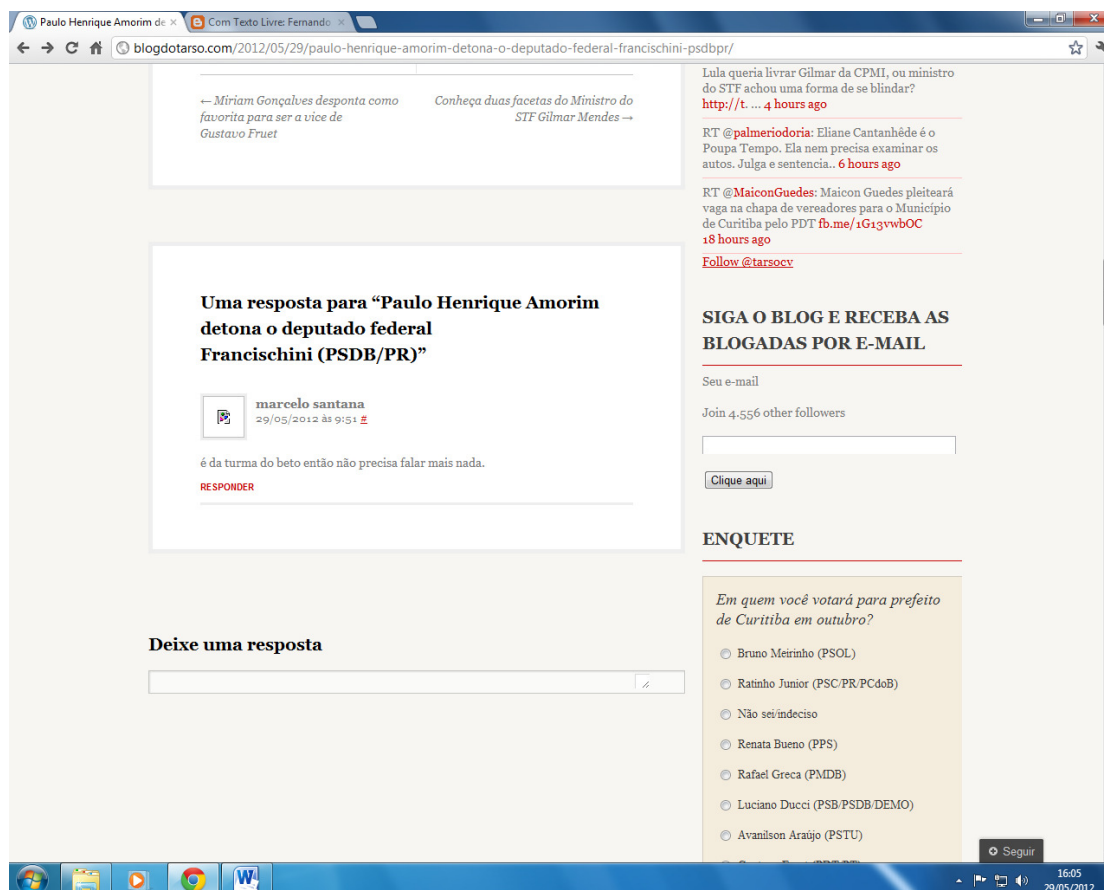 Paulo Henrique Amorim de
Com Texto Livre: Fernando
blogdotarso.com/2012/05/29/paulo-henrique-amorim-detona-o-deputado-federal-francischini-psdbpr/
← Miriam Gonçalves desponta como
favorita para ser a vice de
Gustavo Fruet
Conheça duas facetas do Ministro do
STF Gilmar Mendes →
Uma resposta para “Paulo Henrique Amorim
detona o deputado federal
Francischini (PSDB/PR)”
marcelo santana
29/05/2012 às 9:51 #
é da turma do beto então não precisa falar mais nada.
RESPONDER
Deixe uma resposta
Lula queria livrar Gilmar da CPMI, ou ministro
do STF achou uma forma de se blindar?
http://t. ... 4 hours ago
RT @palmeriodoria: Eliane Cantanhêde é o
Poupa Tempo. Ela nem precisa examinar os
autos. Julga e sentencia.. 6 hours ago
RT @MaiconGuedes: Maicon Guedes pleiteará
vaga na chapa de vereadores para o Município
de Curitiba pelo PDT fb.me/1G13vwbOC
18 hours ago
Follow @tarsocv
SIGA O BLOG E RECEBA AS
BLOGADAS POR E-MAIL
Seu e-mail
Join 4.556 other followers
Clique aqui
ENQUETE
Em quem você votará para prefeito
de Curitiba em outubro?
Bruno Meirinho (PSOL)
Ratinho Junior (PSC/PR/PCdoB)
Não sei/indeciso
Renata Bueno (PPS)
Rafael Greca (PMDB)
Luciano Ducci (PSB/PSDB/DEMO)
Avanilson Araújo (PSTU)
Seguir
16:05
29/05/2012